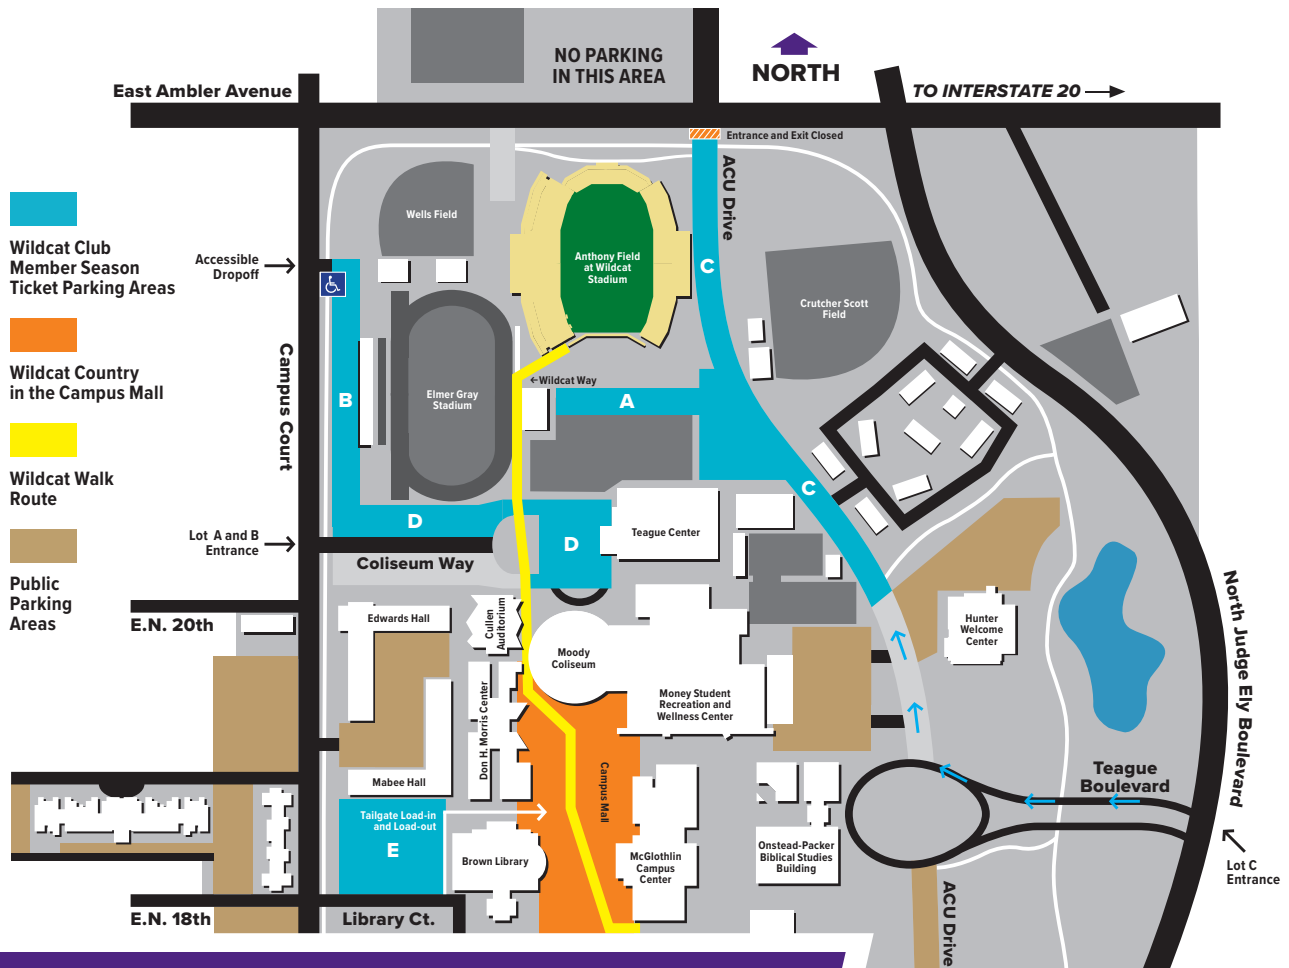 NO PARKING
IN THIS AREA
NORTH
East Ambler Avenue
TO INTERSTATE 20
Entrance and Exit Closed
ACU Drive
Wildcat Club
Member Season
Ticket Parking Areas
Wildcat Country
in the Campus Mall
Wildcat Walk
Route
Public
Parking
Areas
Accessible
Dropoff
Campus Court
Lot A and B
Entrance
Wells Field
Anthony Field
at Wildcat
Stadium
C
Crutcher Scott
Field
Elmer Gray
Stadium
Wildcat Way
B
A
C
D
D
Teague Center
Coliseum Way
E.N. 20th
Edwards Hall
Cullen
Auditorium
Moody
Coliseum
Hunter
Welcome
Center
North Judge Ely Boulevard
Money Student
Recreation and
Wellness Center
Don H. Morris Center
Mabee Hall
Campus Mall
Teague
Boulevard
Tailgate Load-in
and Load-out
E
Brown Library
McGlothlin
Campus
Center
Onstead-Packer
Biblical Studies
Building
Lot C
Entrance
E.N. 18th
Library Ct.
ACU Drive